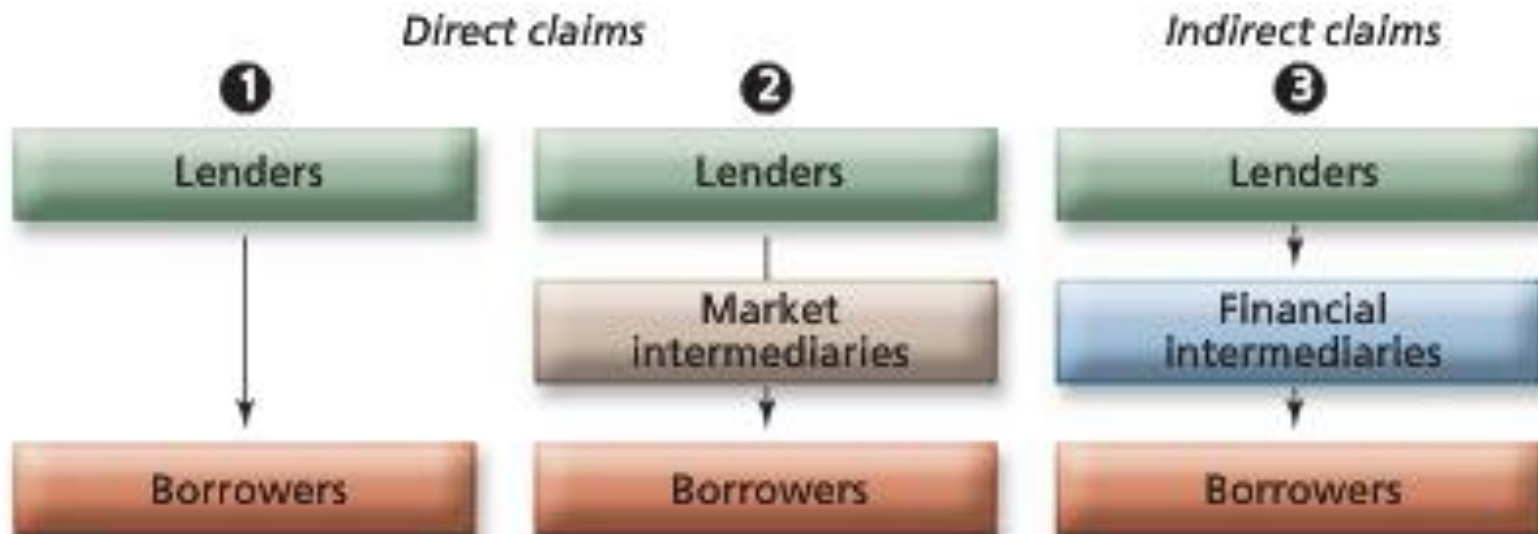 Direct claims
Indirect claims
1
2
3
Lenders
Lenders
Lenders
Market
intermediaries
Financial
intermediaries
Borrowers
Borrowers
Borrowers